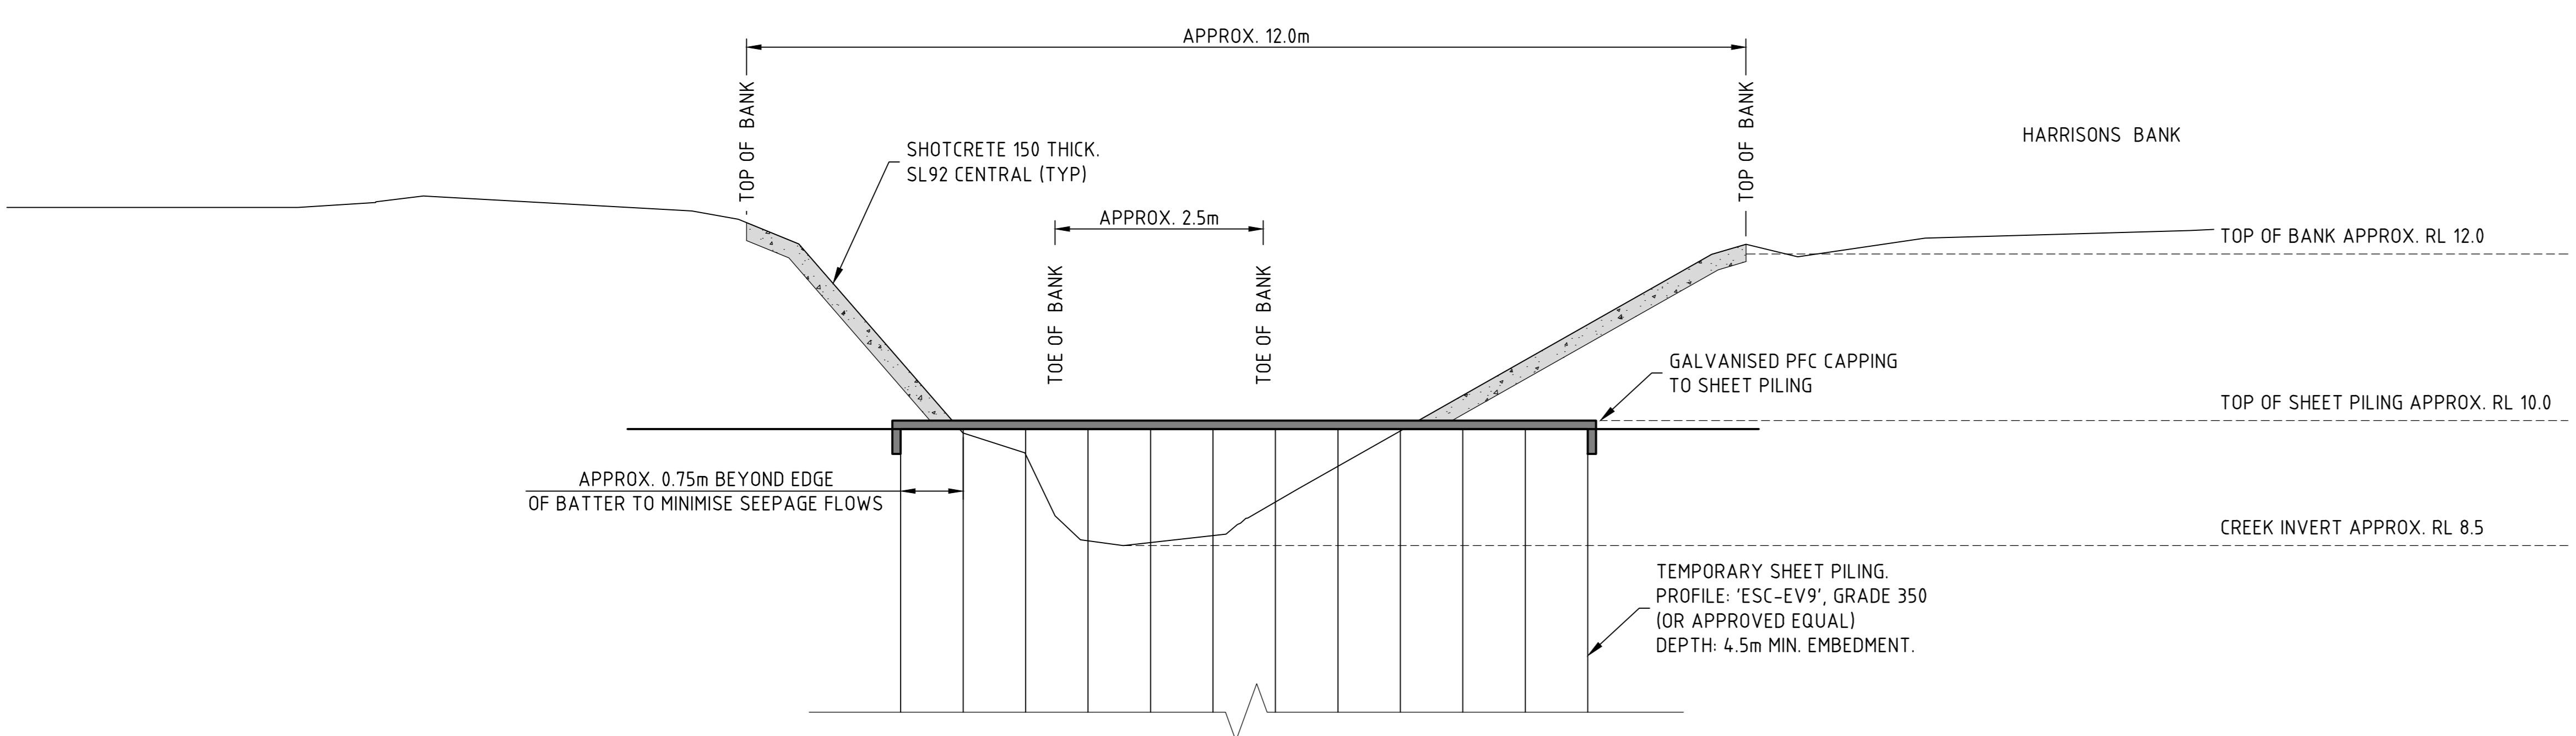 APPROX. 12.0m
TOP OF BANK
TOP OF BANK
HARRISONS BANK
SHOTCRETE 150 THICK.
SL92 CENTRAL (TYP)
APPROX. 2.5m
TOE OF BANK
TOE OF BANK
TOP OF BANK APPROX. RL 12.0
GALVANISED PFC CAPPING
TO SHEET PILING
TOP OF SHEET PILING APPROX. RL 10.0
APPROX. 0.75m BEYOND EDGE
OF BATTER TO MINIMISE SEEPAGE FLOWS
CREEK INVERT APPROX. RL 8.5
TEMPORARY SHEET PILING.
PROFILE: 'ESC-EV9', GRADE 350
(OR APPROVED EQUAL)
DEPTH: 4.5m MIN. EMBEDMENT.